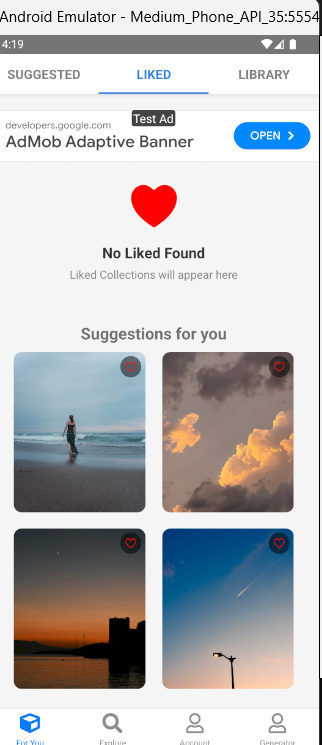 Android Emulator - Medium_Phone_API_35:5554
4:19
SUGGESTED LIKED LIBRARY
Test Ad
developers.google.com
AdMob Adaptive Banner
OPEN
No Liked Found
Liked Collections will appear here
Suggestions for you
For You Explore Account Generator